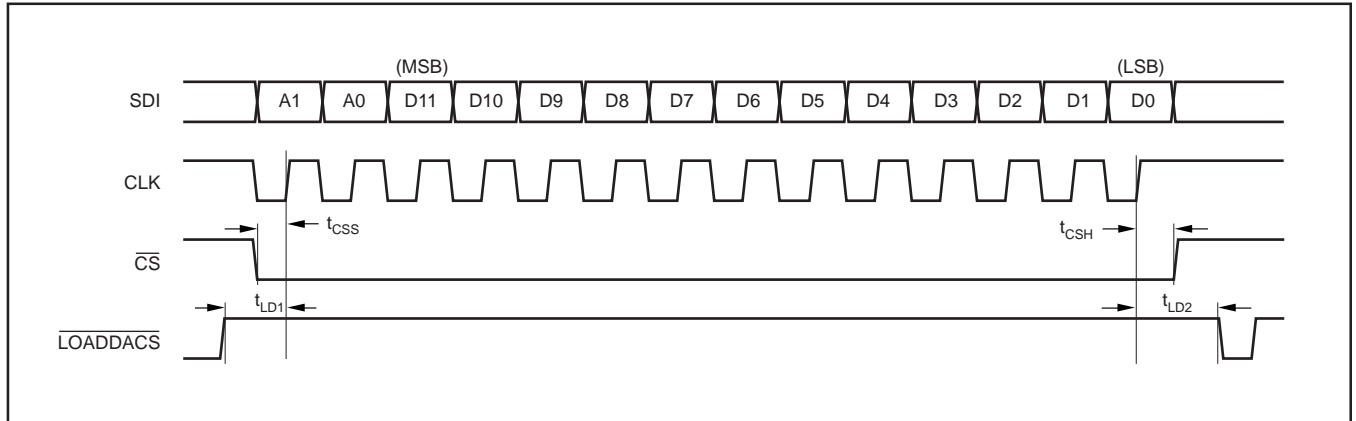 (MSB) (LSB)
SDI A1 A0 D11 D10 D9 D8 D7 D6 D5 D4 D3 D2 D1 D0
CLK
tCSS tCSH
CS
tLD1 tLD2
LOADDACS